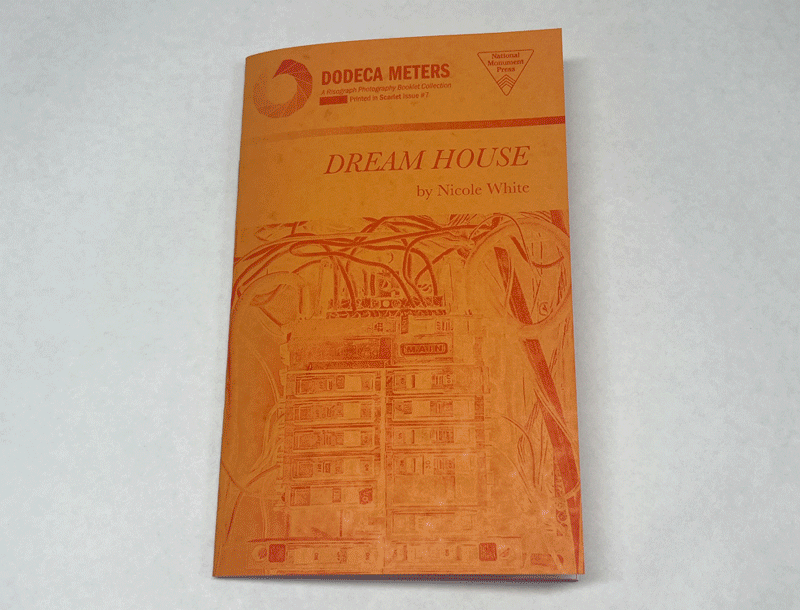 DODECA METERS
A Risograph Photography Booklet Collection
Printed in Scarlet Issue #7
National
Monument
Press
DREAM HOUSE
by Nicole White
MAIN